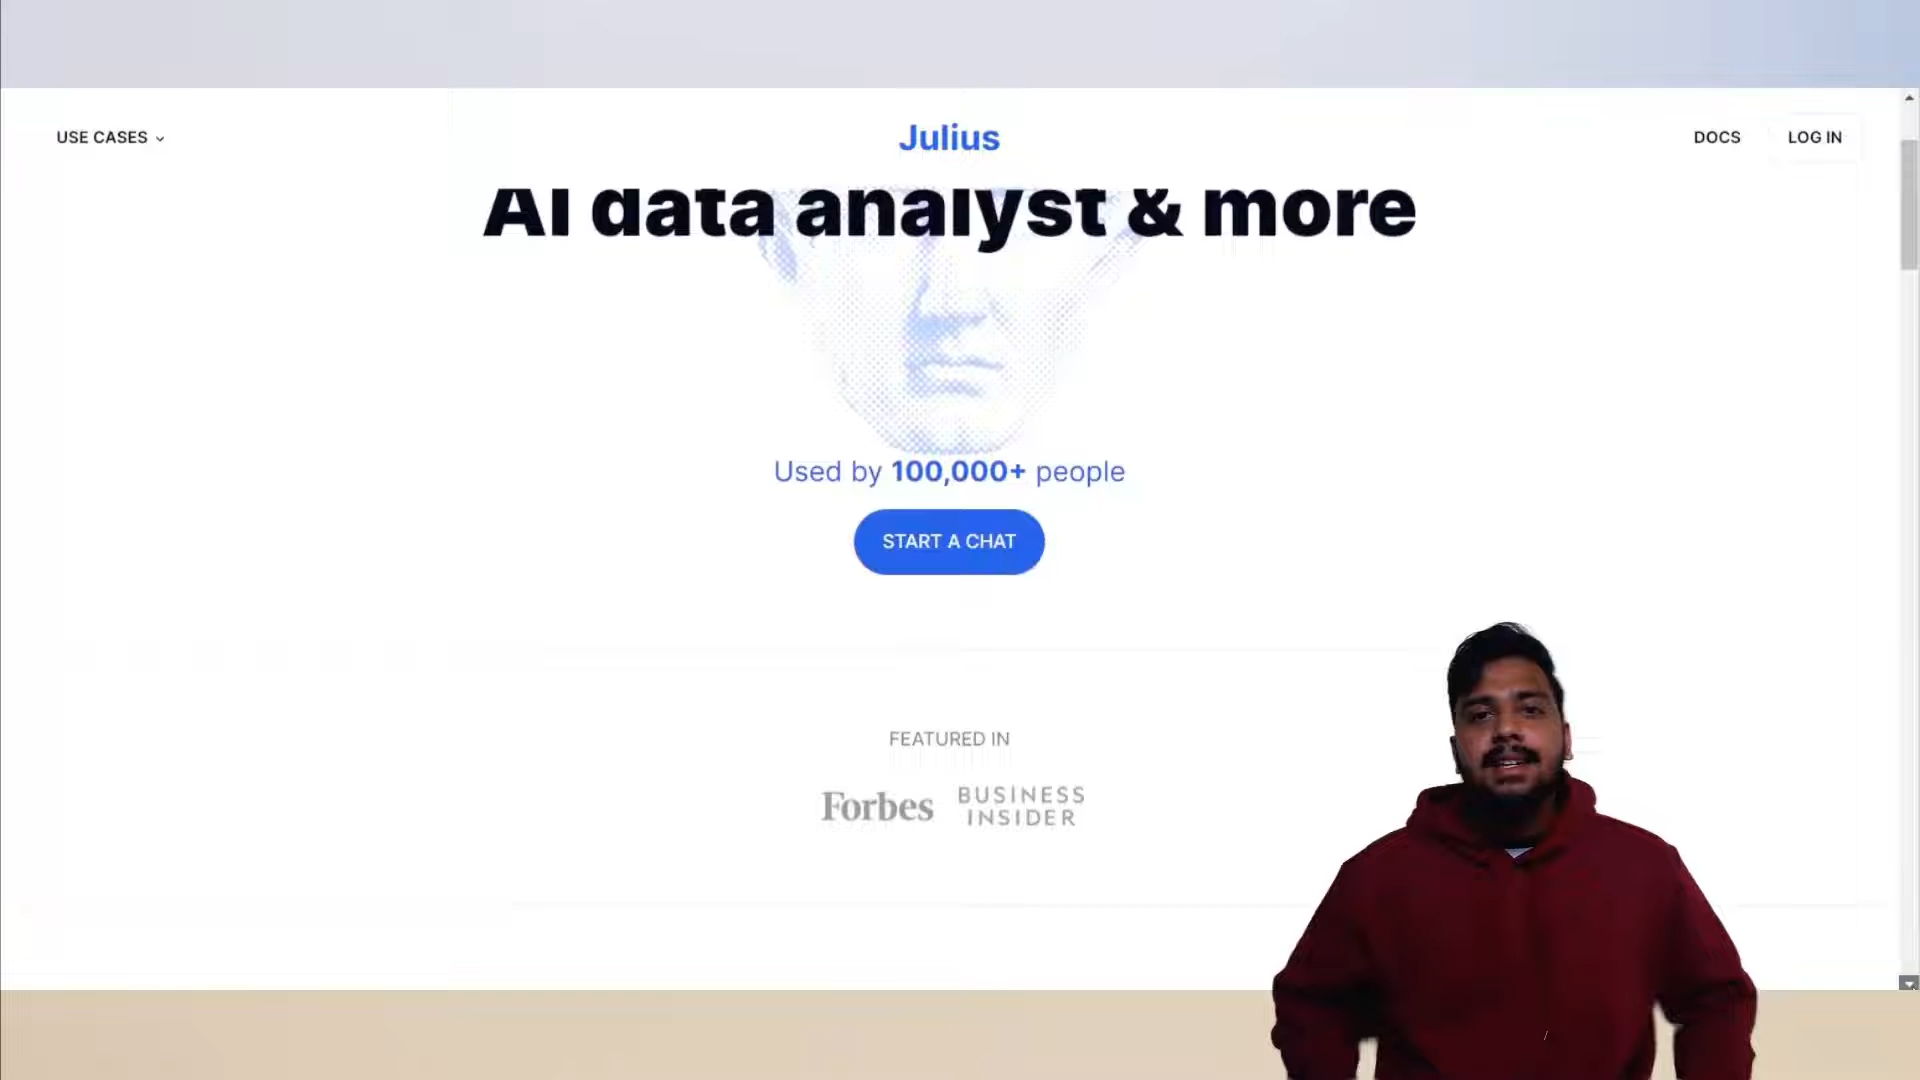 USE CASES
Julius
DOCS
LOG IN
AI data analyst & more
Used by 100,000+ people
START A CHAT
FEATURED IN
Forbes
BUSINESS
INSIDER